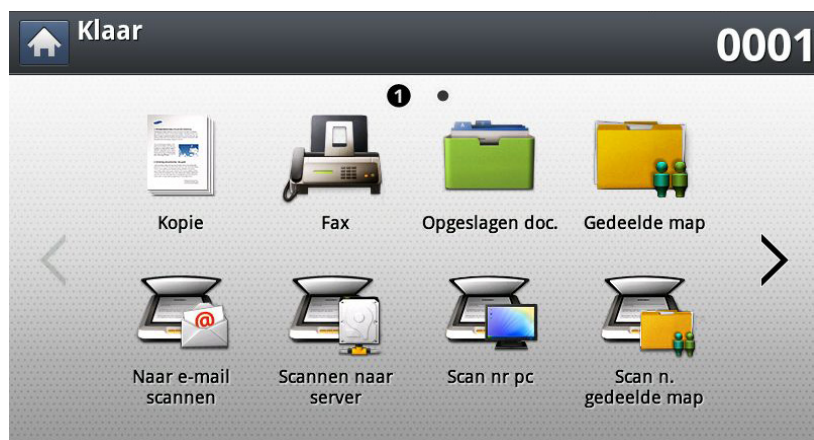 Klaar
0001
1
Kopie
Fax
Opgeslagen doc.
Gedeelde map
Naar e-mail
scannen
Scannen naar
server
Scan nr pc
Scan n.
gedeelde map